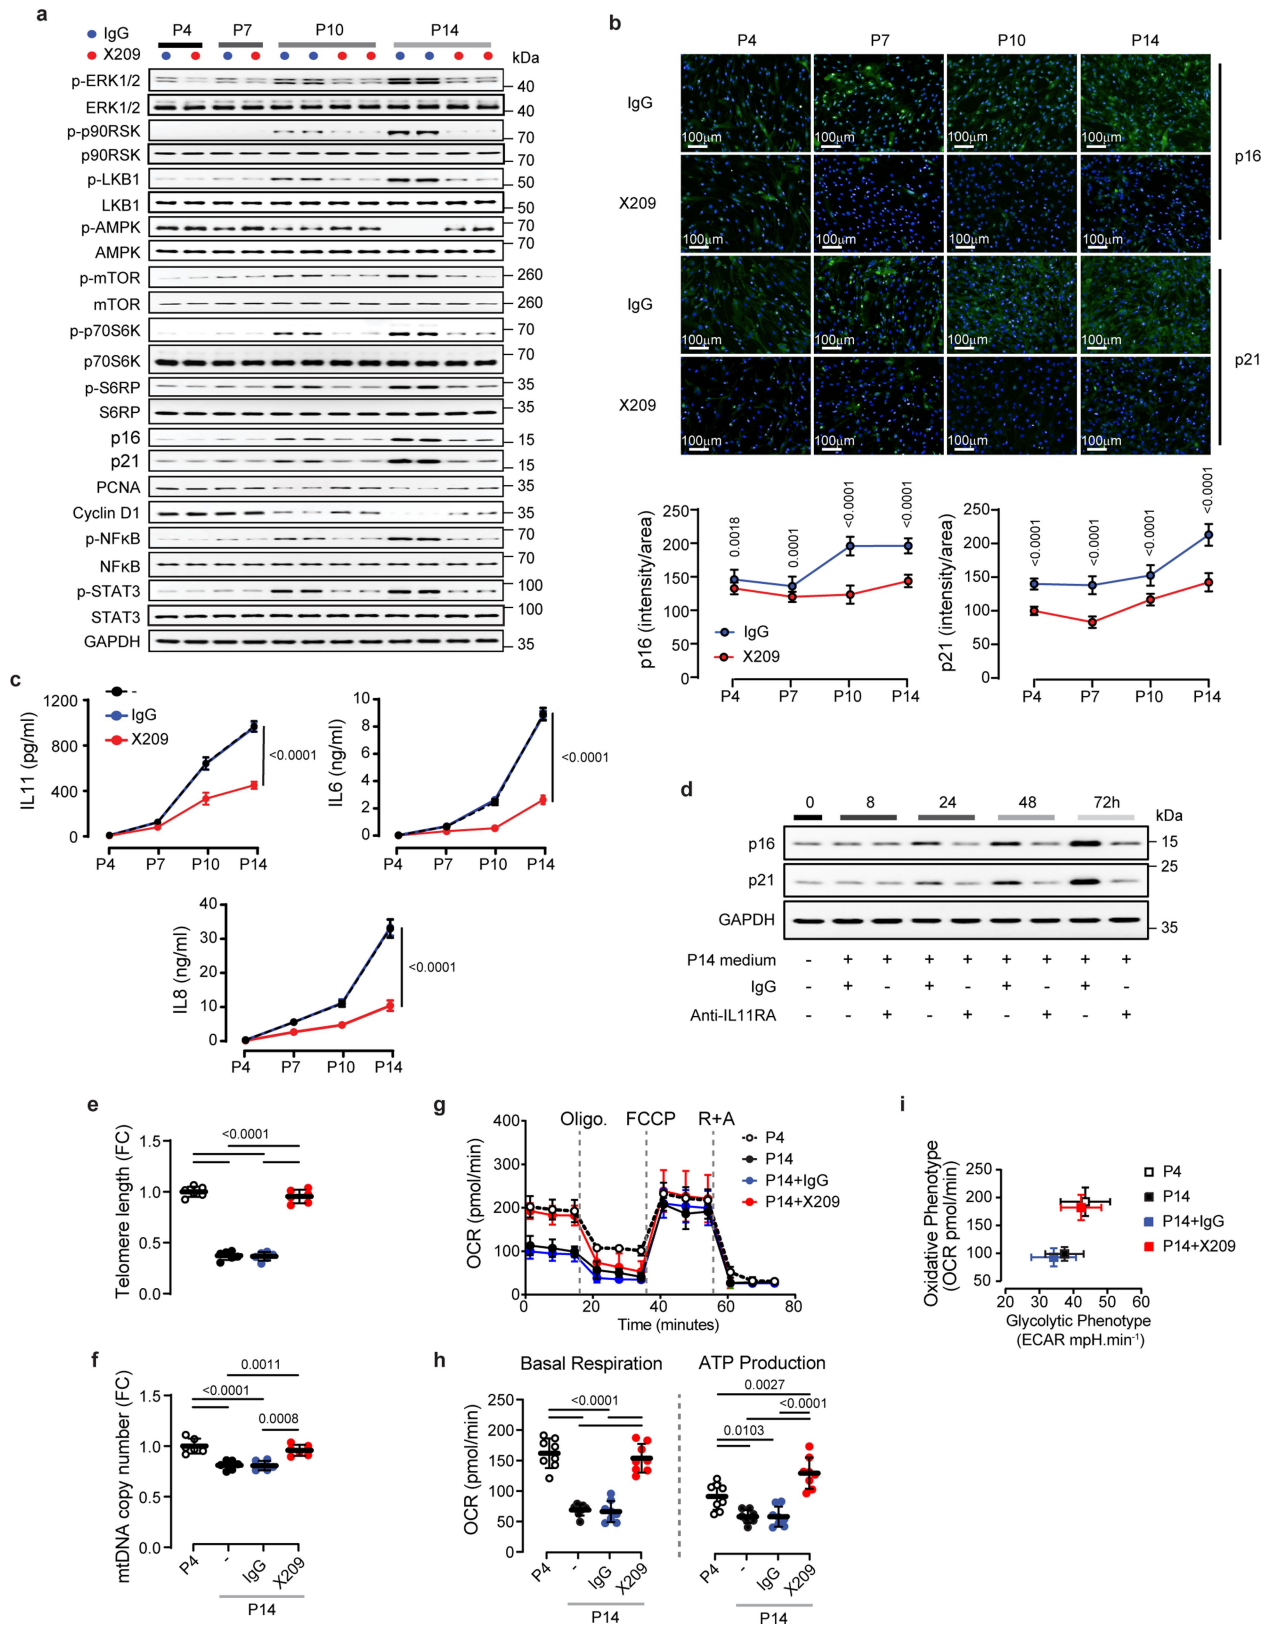 a
IgG
X209
P4 P7 P10 P14
kDa
p-ERK1/2 40
ERK1/2 40
p-p90RSK 70
p90RSK 70
p-LKB1 50
LKB1 50
p-AMPK 70
AMPK 70
p-mTOR 260
mTOR 260
p-p70S6K 70
p70S6K 70
p-S6RP 35
S6RP 35
p16 15
p21 15
PCNA 35
Cyclin D1 35
p-NFκB 70
NFκB 70
p-STAT3 100
STAT3 100
GAPDH 35
b
P4 P7 P10 P14
IgG
100µm 100µm 100µm 100µm
X209
100µm 100µm 100µm 100µm
p16
IgG
100µm 100µm 100µm 100µm
X209
100µm 100µm 100µm 100µm
p21
p16 (intensity/area)
250
200
150
100
50
0
0.0018
0.0001
<0.0001
<0.0001
IgG
X209
P4 P7 P10 P14
p21 (intensity/area)
250
200
150
100
50
0
<0.0001
<0.0001
<0.0001
<0.0001
P4 P7 P10 P14
c
-
IgG
X209
IL11 (pg/ml)
1200
800
400
0
<0.0001
P4 P7 P10 P14
IL6 (ng/ml)
10
8
6
4
2
0
<0.0001
P4 P7 P10 P14
IL8 (ng/ml)
40
30
20
10
0
<0.0001
P4 P7 P10 P14
d
0 8 24 48 72h
kDa
p16 15
25
p21
GAPDH 35
P14 medium - + + + + + + + +
IgG - + - + - + - + -
Anti-IL11RA - - + - + - + - +
e
Telomere length (FC)
1.5
1.0
0.5
0.0
<0.0001
f
mtDNA copy number (FC)
1.5
1.0
0.5
0.0
0.0011
<0.0001
0.0008
P4 - IgG X209
P14
g
OCR (pmol/min)
400
300
200
100
0
Oligo. FCCP R+A
P4
P14
P14+IgG
P14+X209
0 20 40 60 80
Time (minutes)
h
Basal Respiration ATP Production
OCR (pmol/min)
250
200
150
100
50
0
<0.0001
0.0027
<0.0001
0.0103
P4 - IgG X209 P4 - IgG X209
P14 P14
i
Oxidative Phenotype
(OCR pmol/min)
250
200
150
100
50
P4
P14
P14+IgG
P14+X209
20 30 40 50 60
Glycolytic Phenotype
(ECAR mpH.min⁻¹)